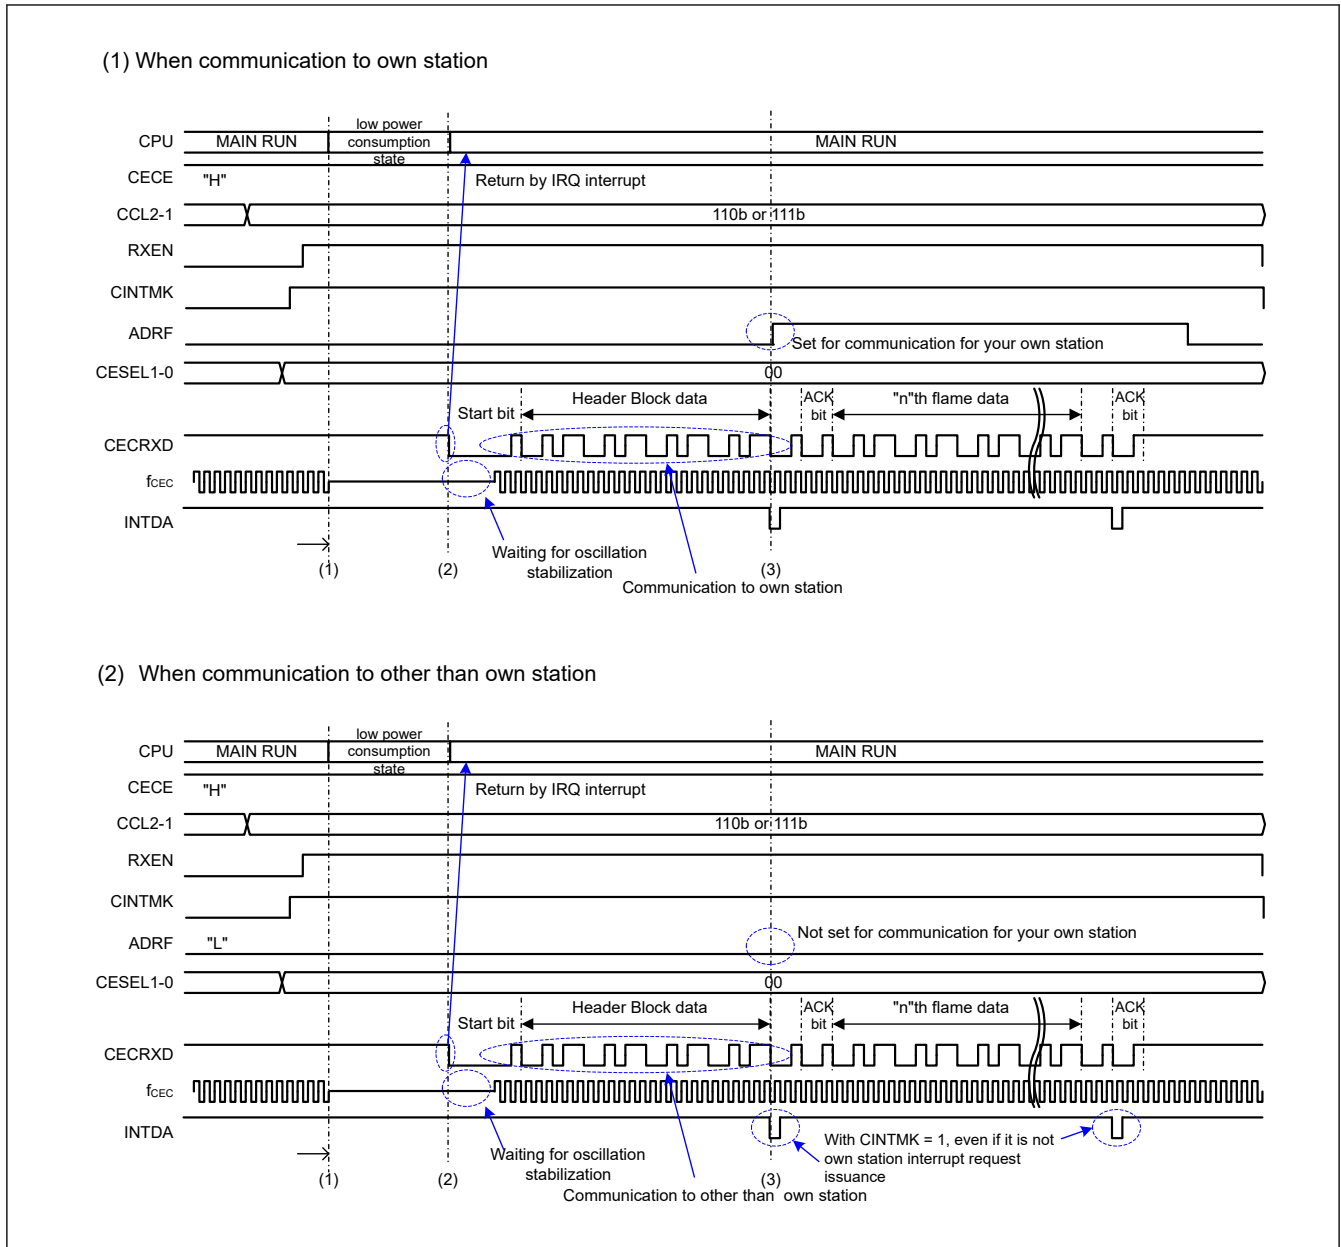 (1) When communication to own station
low power
CPU MAIN RUN consumption MAIN RUN
state
CECE "H" Return by IRQ interrupt
CCL2-1 110b or 111b
RXEN
CINTMK
ADRF
Set for communication for your own station
CESEL1-0 00
Start bit Header Block data ACK "n"th flame data ACK
bit bit
CECRXD
fCEC
INTDA
Waiting for oscillation
stabilization
(1) (2) (3)
Communication to own station
(2) When communication to other than own station
low power
CPU MAIN RUN consumption MAIN RUN
state
CECE "H" Return by IRQ interrupt
CCL2-1 110b or 111b
RXEN
CINTMK
ADRF "L" Not set for communication for your own station
CESEL1-0 00
Start bit Header Block data ACK "n"th flame data ACK
bit bit
CECRXD
fCEC
INTDA
With CINTMK = 1, even if it is not
own station interrupt request
issuance
Waiting for oscillation
stabilization
(1) (2) (3)
Communication to other than own station